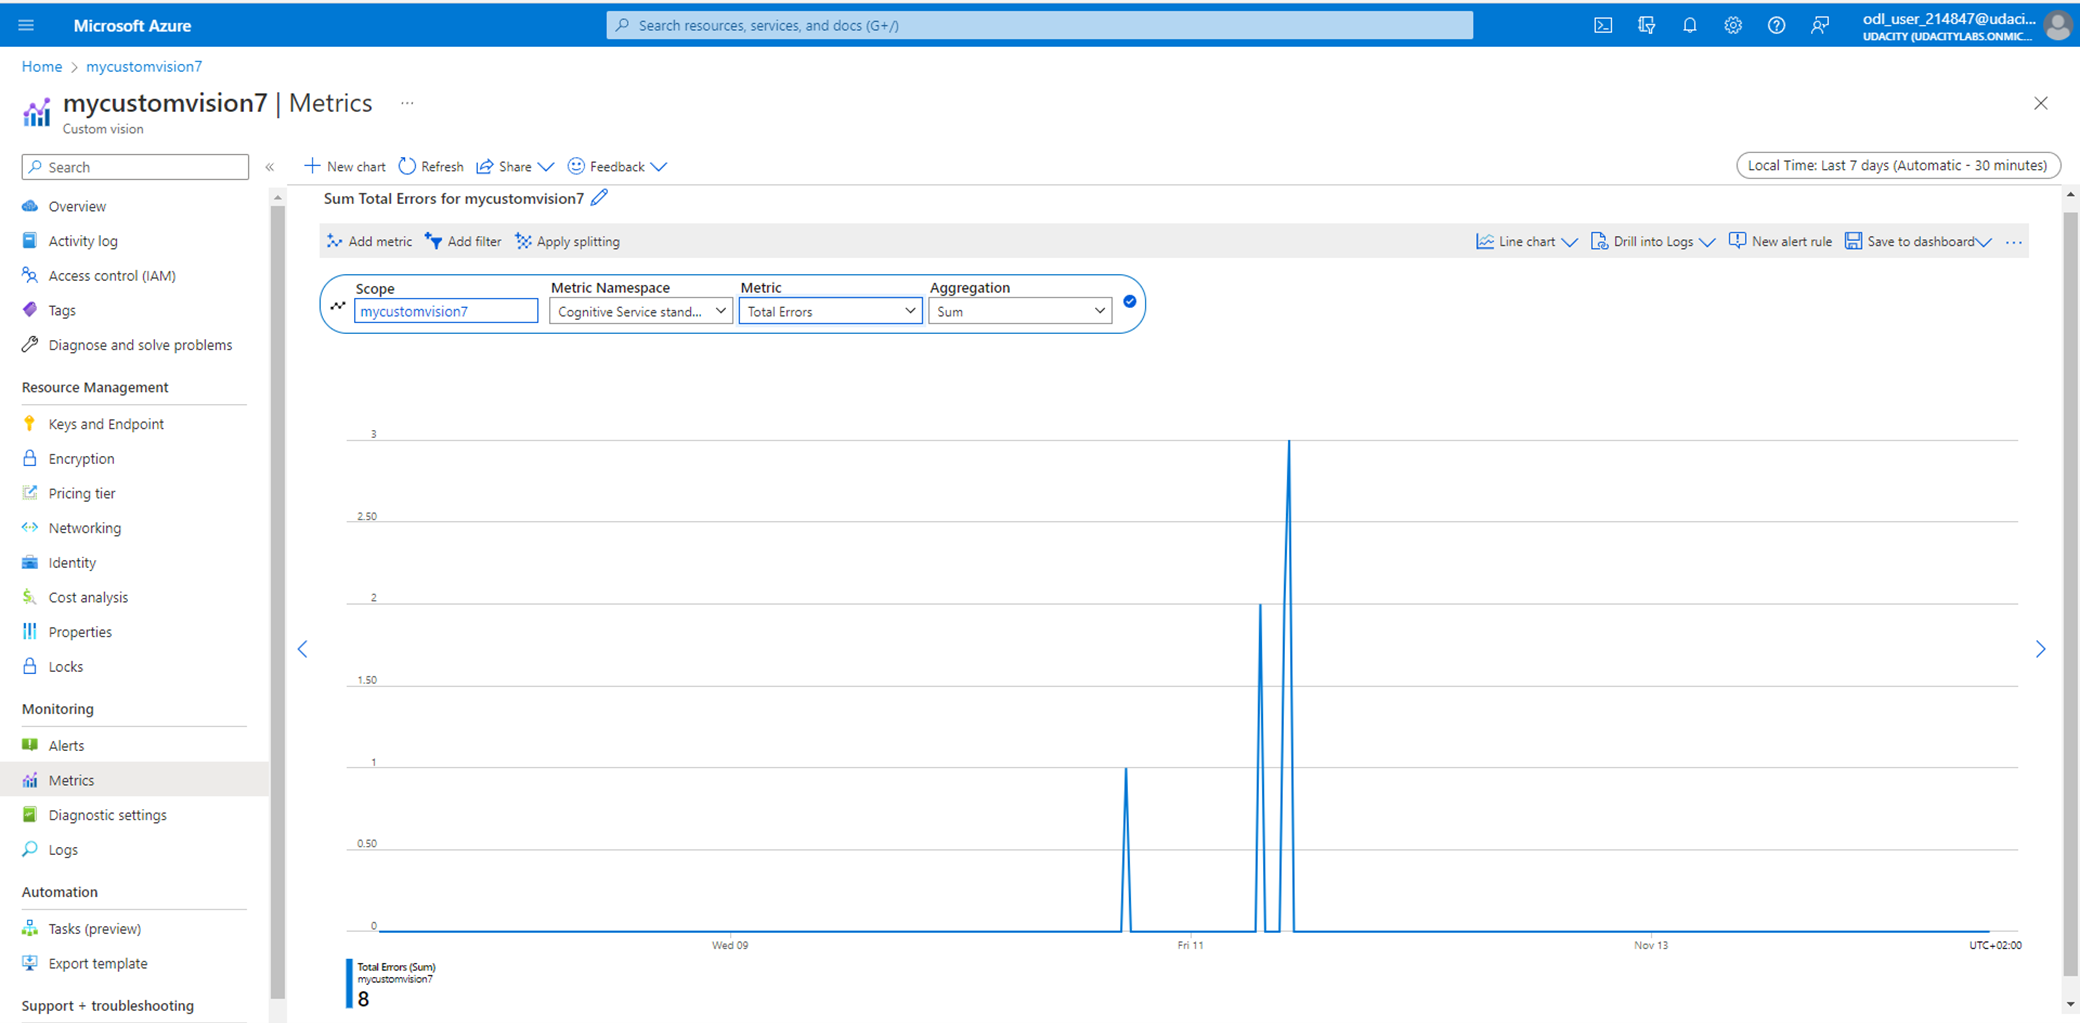 Microsoft Azure
Search resources, services, and docs (G+/)
odl_user_214847@udaci...
UDACITY (UDACITYLABS.ONMIC...
Home > mycustomvision7
mycustomvision7 | Metrics ...
Custom vision
Search
«
New chart Refresh Share Feedback
Local Time: Last 7 days (Automatic - 30 minutes)
Overview
Activity log
Access control (IAM)
Tags
Diagnose and solve problems
Resource Management
Keys and Endpoint
Encryption
Pricing tier
Networking
Identity
Cost analysis
Properties
Locks
Monitoring
Alerts
Metrics
Diagnostic settings
Logs
Automation
Tasks (preview)
Export template
Support + troubleshooting
Sum Total Errors for mycustomvision7
Add metric Add filter Apply splitting
Line chart Drill into Logs New alert rule Save to dashboard ...
Scope Metric Namespace Metric Aggregation
mycustomvision7 Cognitive Service stand... Total Errors Sum
3
2.50
2
1.50
1
0.50
0
Wed 09 Fri 11 Nov 13 UTC+02:00
Total Errors (Sum)
mycustomvision7
8